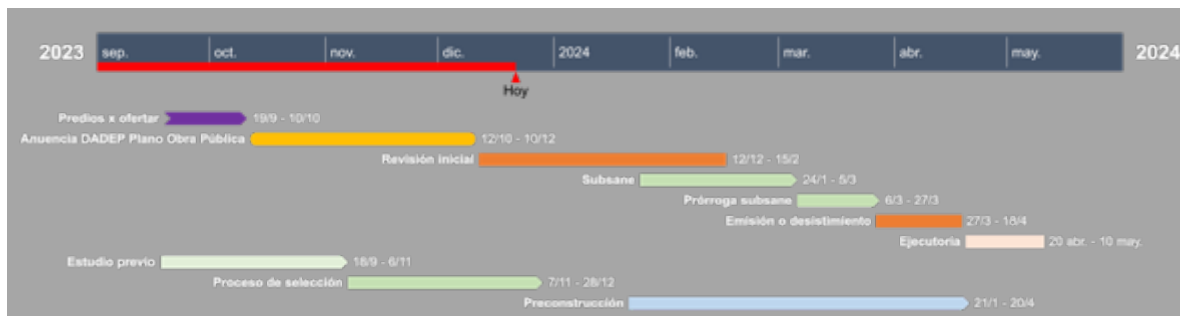 2023 sep. oct. nov. dic. 2024 feb. mar. abr. may. 2024
Hoy
Predios x ofertar 19/9 - 10/10
Anuencia DADEP Plano Obra Pública 12/10 - 10/12
Revisión inicial 12/12 - 15/2
Subsane 24/1 - 5/3
Prórroga subsane 6/3 - 27/3
Emisión o desistimiento 27/3 - 18/4
Ejecutoria 20 abr. - 10 may.
Estudio previo 18/9 - 6/11
Proceso de selección 7/11 - 28/12
Preconstrucción 21/1 - 20/4